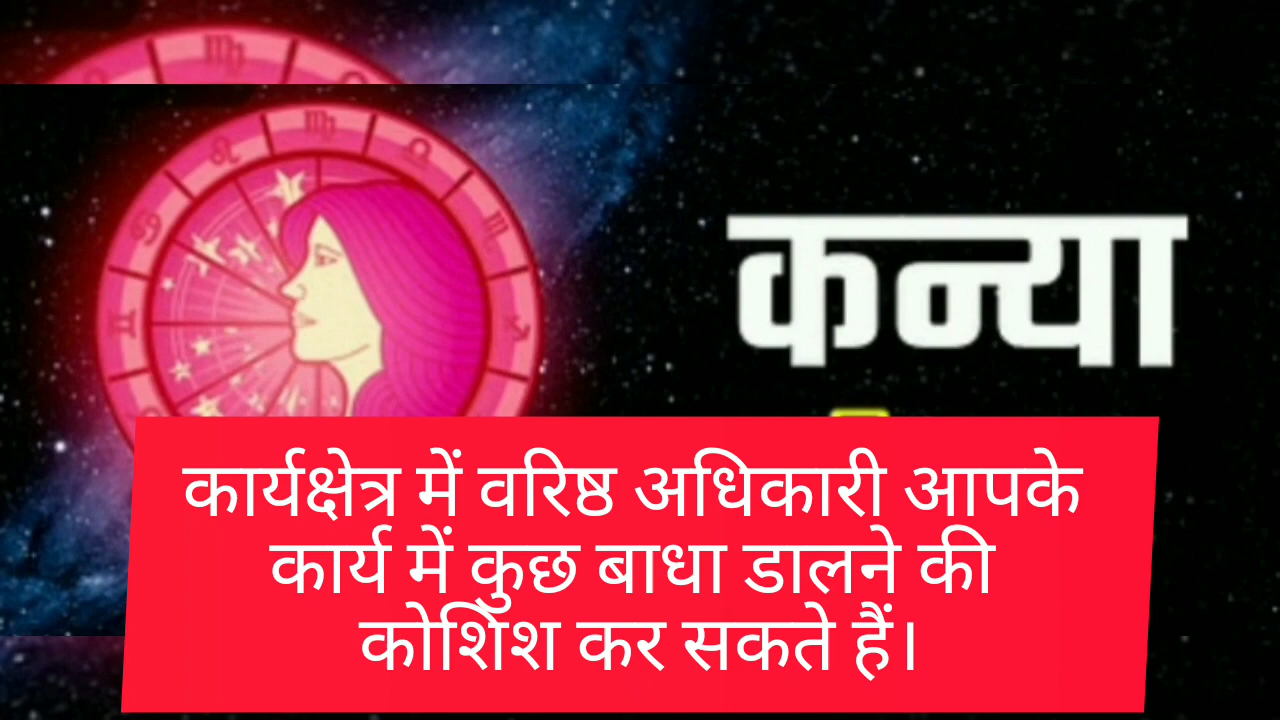 कन्या
कार्यक्षेत्र में वरिष्ठ अधिकारी आपके
कार्य में कुछ बाधा डालने की
कोशिश कर सकते हैं।